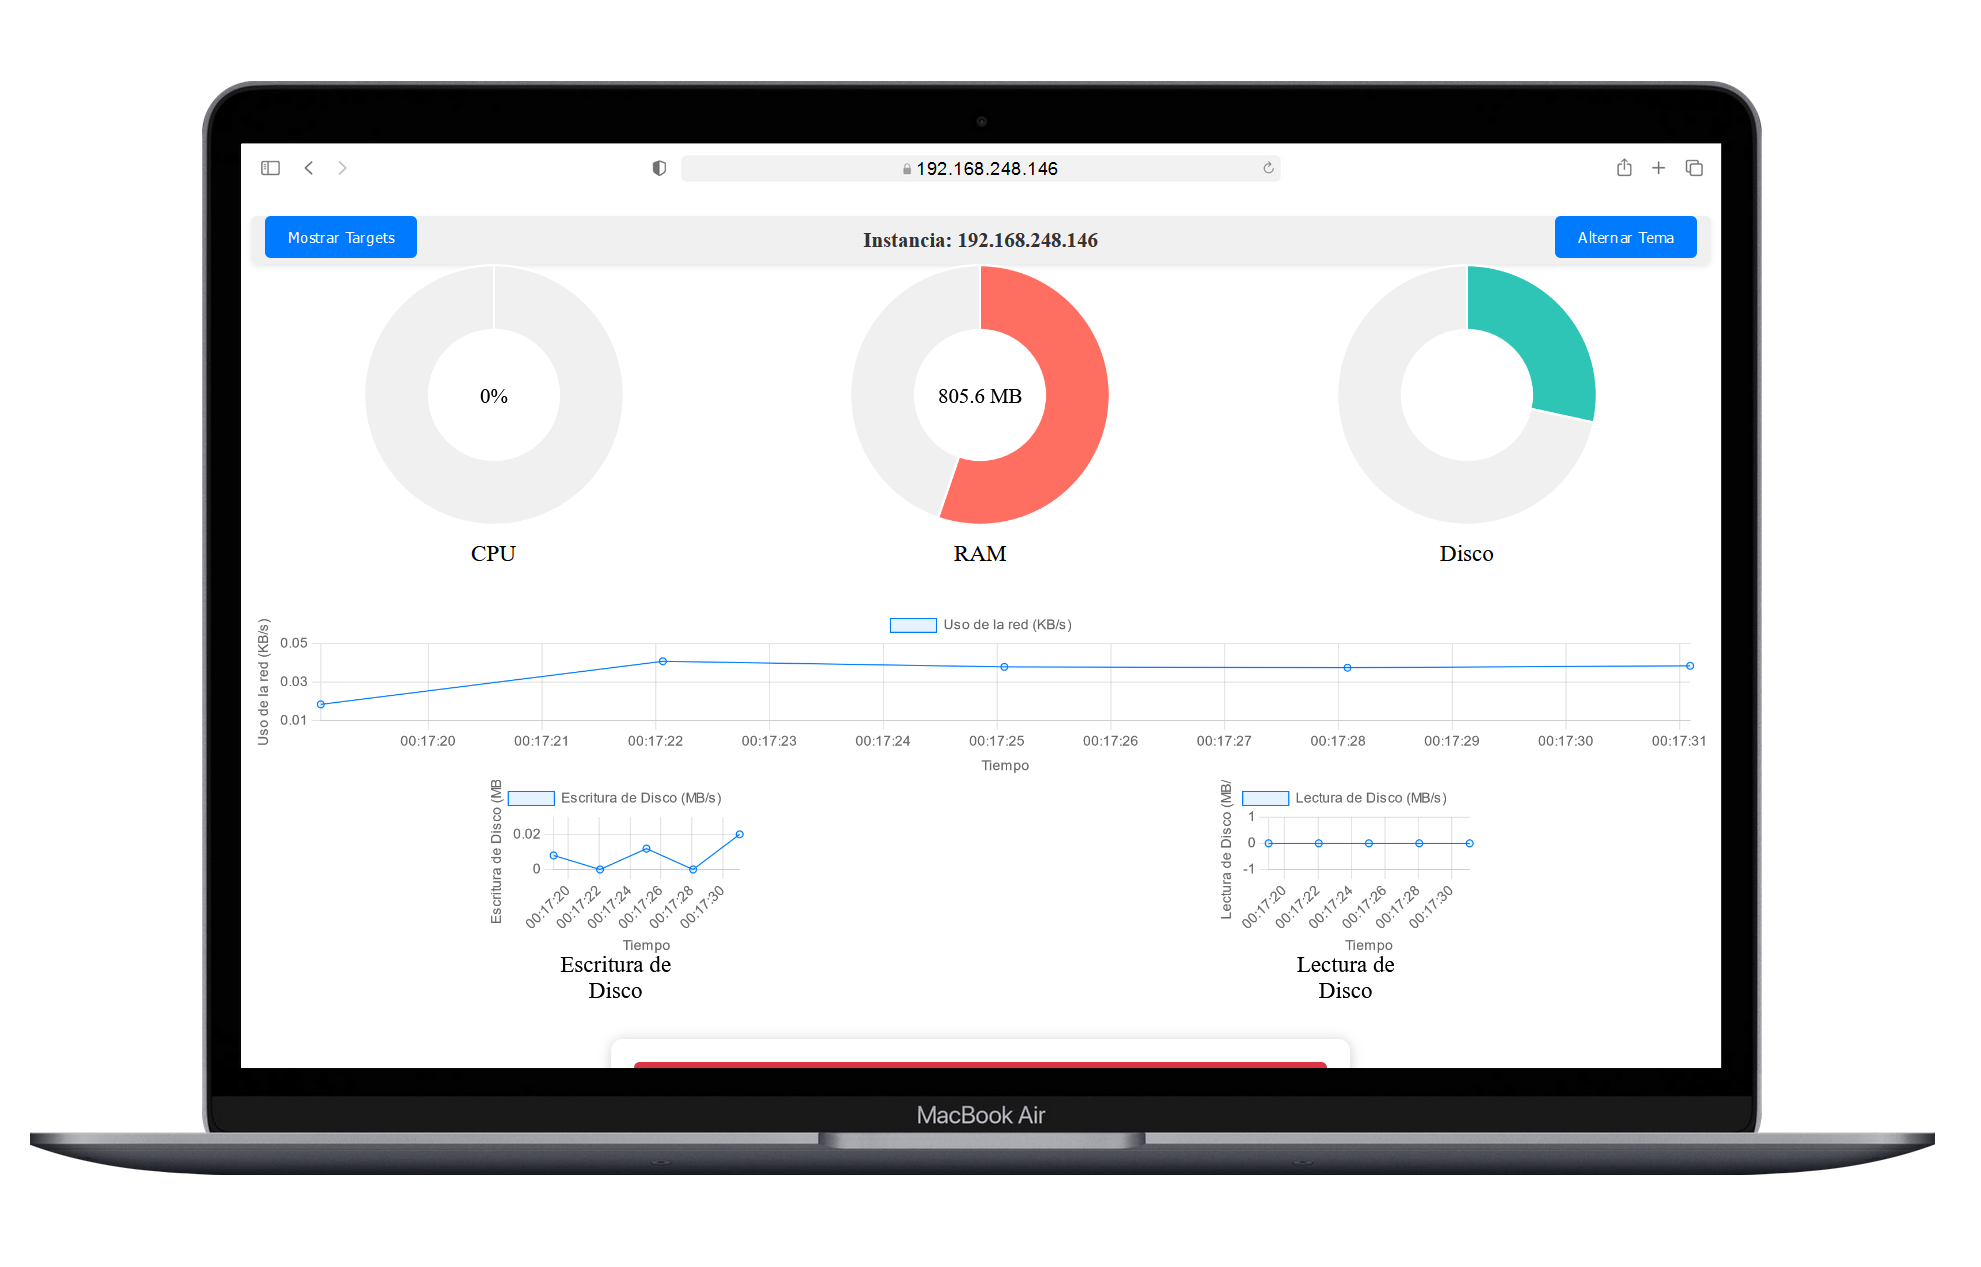 192.168.248.146
Mostrar Targets
Instancia: 192.168.248.146
Alternar Tema
0%
805.6 MB
CPU
RAM
Disco
Uso de la red (KB/s)
Uso de la red (KB/s)
0.05
0.03
0.01
00:17:20 00:17:21 00:17:22 00:17:23 00:17:24 00:17:25 00:17:26 00:17:27 00:17:28 00:17:29 00:17:30 00:17:31
Tiempo
Escritura de Disco (MB
Escritura de Disco (MB/s)
0.02
0
00:17:20 00:17:22 00:17:24 00:17:26 00:17:28 00:17:30
Tiempo
Escritura de
Disco
Lectura de Disco (MB/
Lectura de Disco (MB/s)
1
0
-1
00:17:20 00:17:22 00:17:24 00:17:26 00:17:28 00:17:30
Tiempo
Lectura de
Disco
MacBook Air